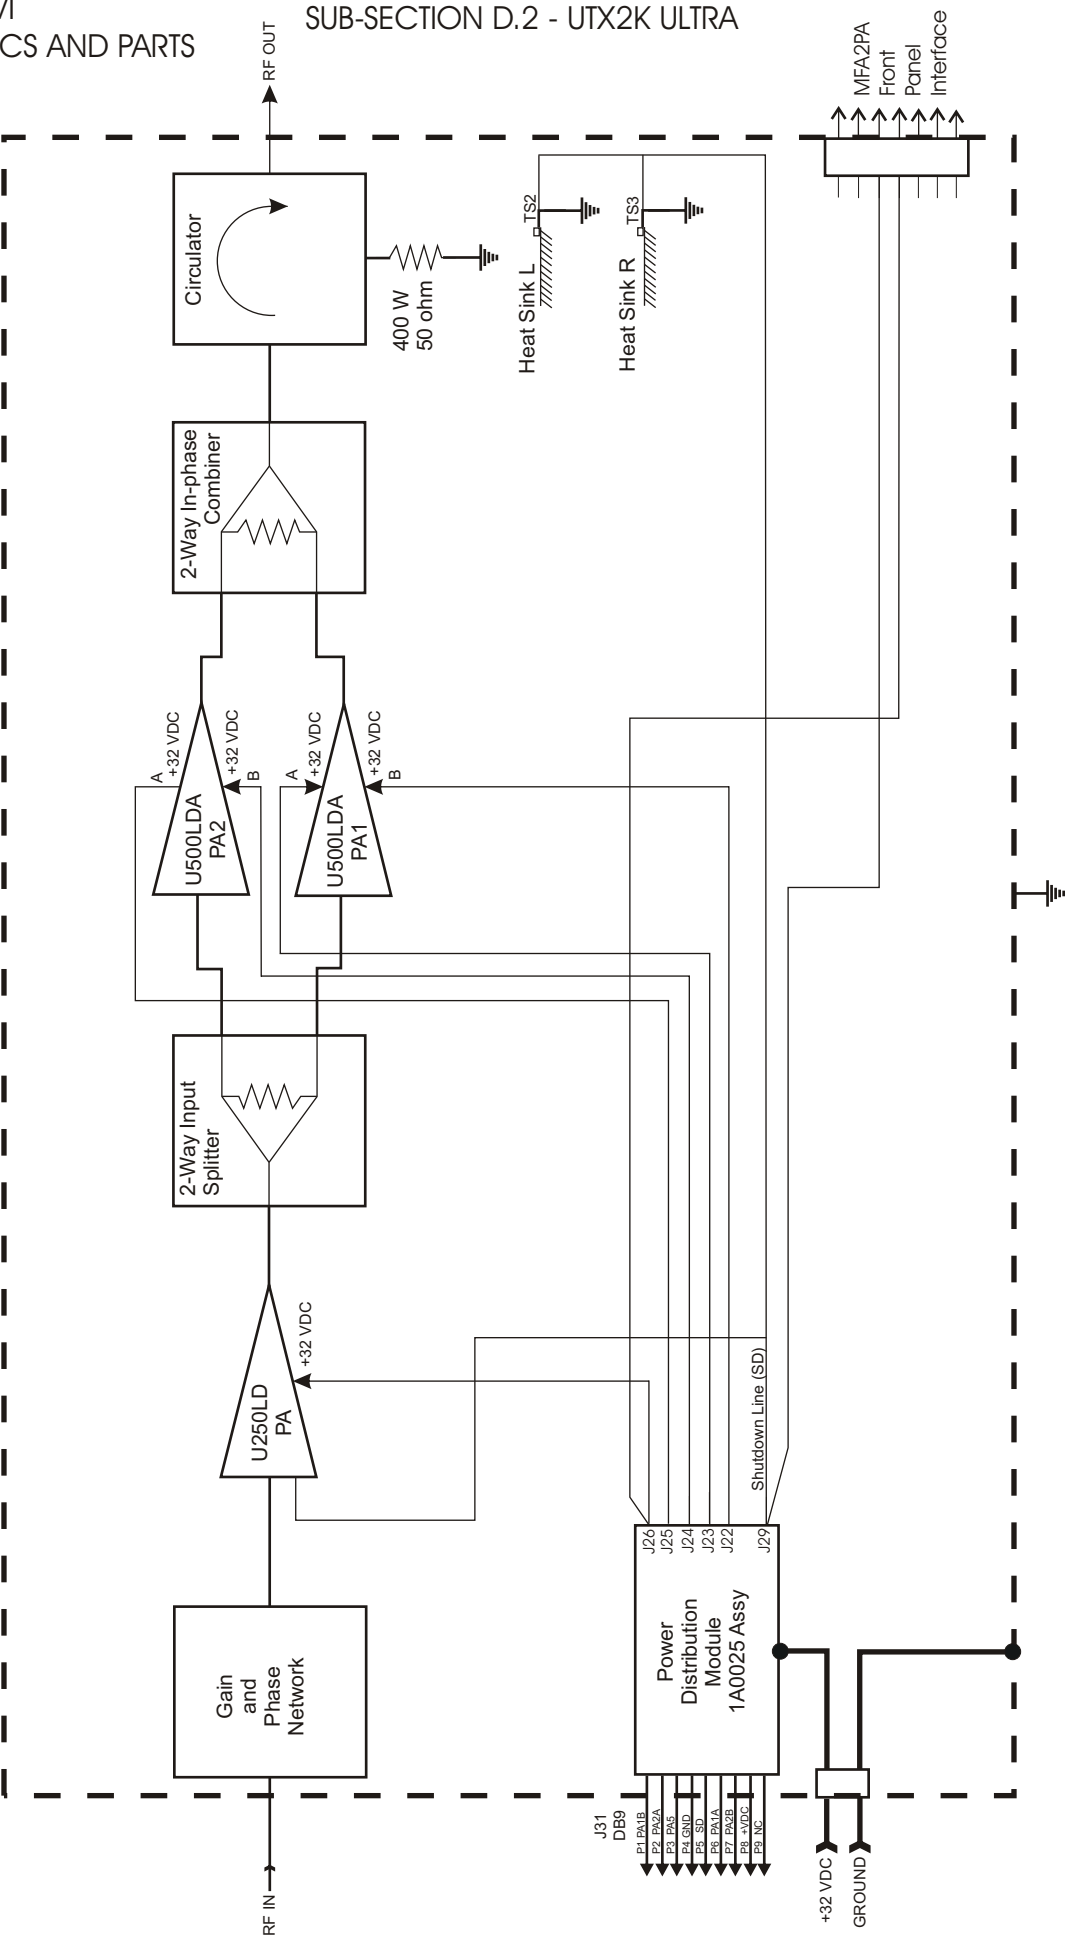 CS AND PARTS
SUB-SECTION D.2 - UTX2K ULTRA
RF OUT
MFA2PA
Front
Panel
Interface
Circulator
400 W
50 ohm
TS2
Heat Sink L
TS3
Heat Sink R
2-Way In-phase
Combiner
A
+32 VDC
U500LDA
PA2
+32 VDC
B
A
+32 VDC
U500LDA
PA1
+32 VDC
B
2-Way Input
Splitter
U250LD
PA
+32 VDC
Shutdown Line (SD)
Gain
and
Phase
Network
RF IN
J26
J25
J24
J23
J22
J29
Power
Distribution
Module
1A0025 Assy
J31
DB9
P1 PA1B
P2 PA2A
P3 PA5
P4 GND
P5 SD
P6 PA1A
P7 PA2B
P8 +VDC
P9 NC
+32 VDC
GROUND